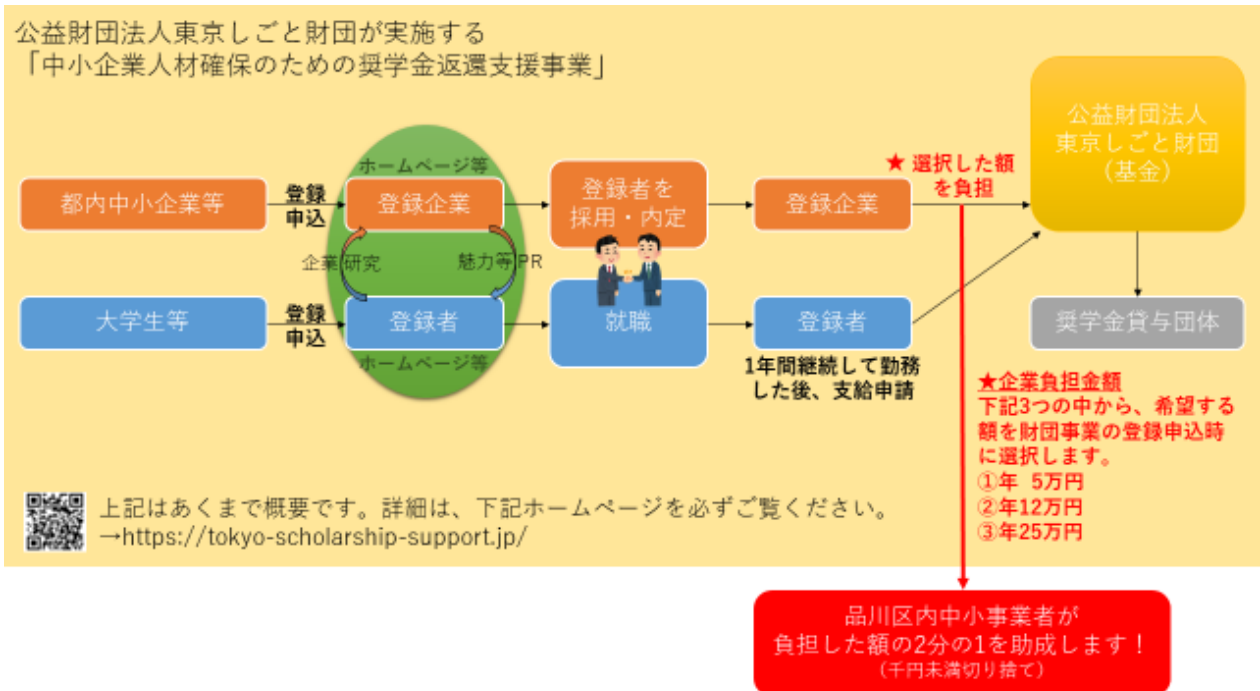 公益財団法人東京しごと財団が実施する
「中小企業人材確保のための奨学金返還支援事業」
都内中小企業等
登録
申込
ホームページ等
登録企業
登録者を
採用・内定
登録企業
★ 選択した額
を負担
公益財団法人
東京しごと財団
(基金)
企業研究
魅力等PR
大学生等
登録
申込
登録者
ホームページ等
就職
登録者
1年間継続して勤務
した後、支給申請
奨学金貸与団体
★企業負担金額
下記3つの中から、希望する
額を財団事業の登録申込時
に選択します。
①年 5万円
②年12万円
③年25万円
上記はあくまで概要です。詳細は、下記ホームページを必ずご覧ください。
→https://tokyo-scholarship-support.jp/
品川区内中小事業者が
負担した額の2分の1を助成します！
(千円未満切り捨て)